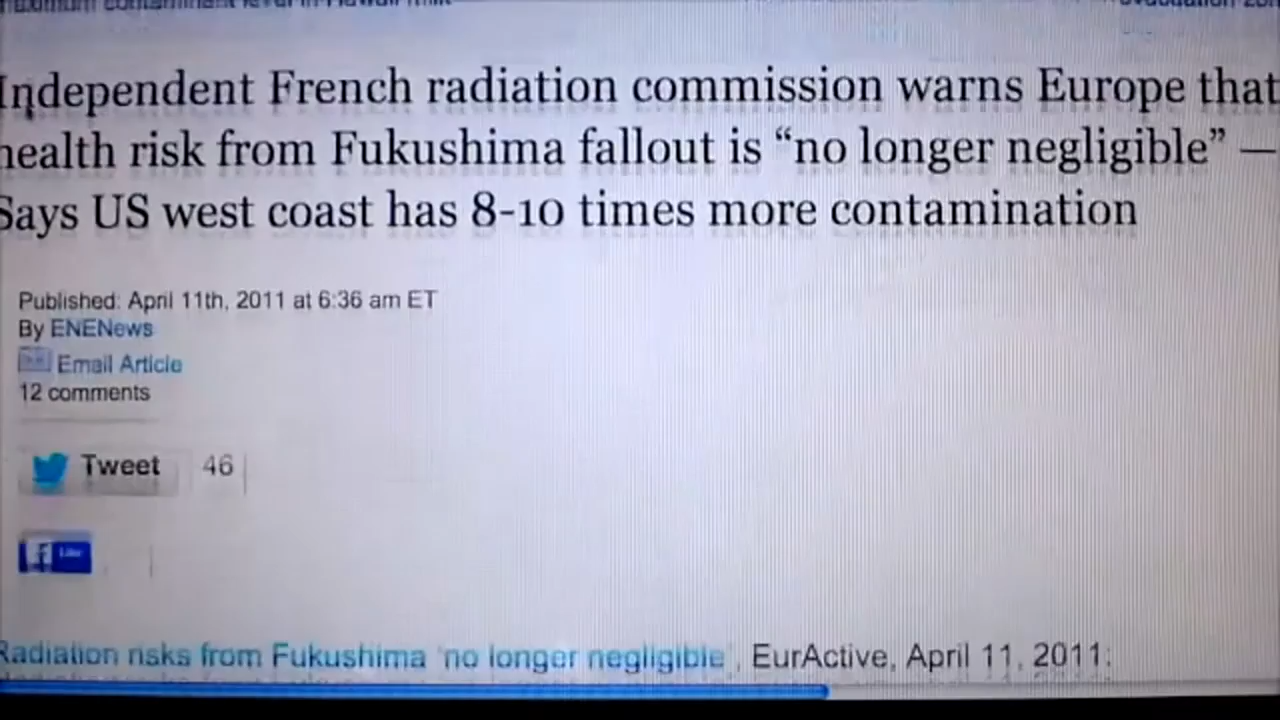 Independent French radiation commission warns Europe that
health risk from Fukushima fallout is “no longer negligible” —
Says US west coast has 8-10 times more contamination
Published: April 11th, 2011 at 6:36 am ET
By ENENews
Email Article
12 comments
Tweet 46
Like
Radiation risks from Fukushima 'no longer negligible', EurActive, April 11, 2011: